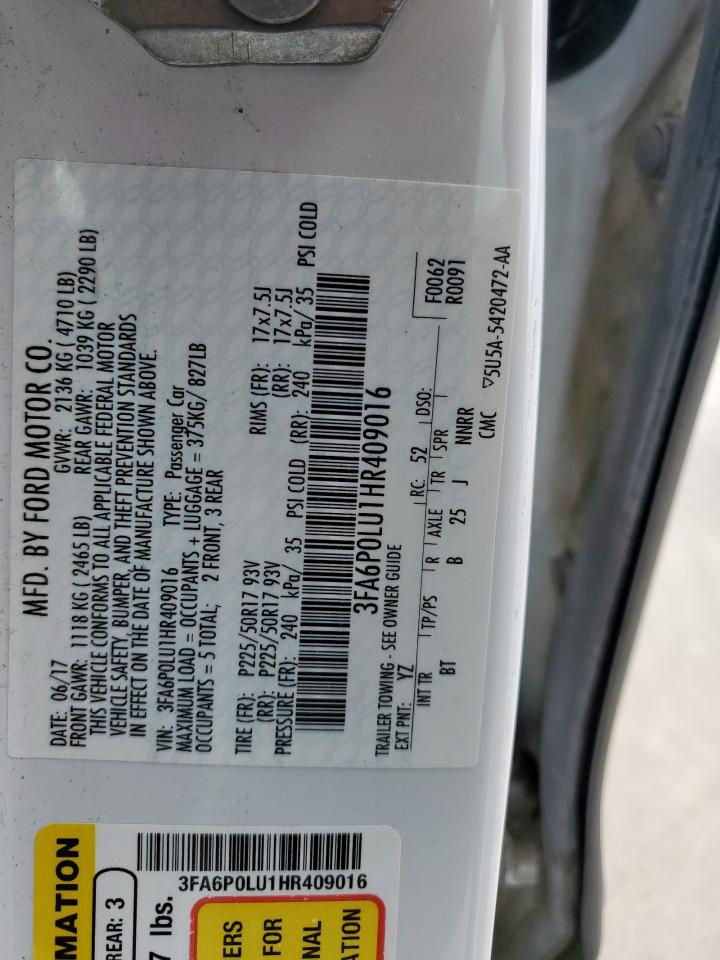 MFD. BY FORD MOTOR CO.
DATE: 06/17 GVWR: 2136 KG ( 4710 LB)
FRONT GAWR: 1118 KG ( 2465 LB) REAR GAWR: 1039 KG ( 2290 LB)
THIS VEHICLE CONFORMS TO ALL APPLICABLE FEDERAL MOTOR
VEHICLE SAFETY, BUMPER, AND THEFT PREVENTION STANDARDS
IN EFFECT ON THE DATE OF MANUFACTURE SHOWN ABOVE.
VIN: 3FA6P0LU1HR409016 TYPE: Passenger Car
MAXIMUM LOAD = OCCUPANTS + LUGGAGE = 375KG/ 827LB
OCCUPANTS = 5 TOTAL; 2 FRONT, 3 REAR
TIRE (FR): P225/50R17 93V RIMS (FR): 17x7.5J
(RR): P225/50R17 93V (RR): 17x7.5J
PRESSURE (FR): 240 kPa/ 35 PSI COLD (RR): 240 kPa/ 35 PSI COLD
3FA6P0LU1HR409016
TRAILER TOWING - SEE OWNER GUIDE
F0062
R0091
EXT PNT: YZ RC: 52 DSO:
INT TR TP/PS R AXLE TR SPR
BT B 25 J NNRR
CMC ▽5U5A-5420472-AA
MATION
REAR: 3
3FA6P0LU1HR409016
7 lbs.
ERS
FOR
NAL
ATION